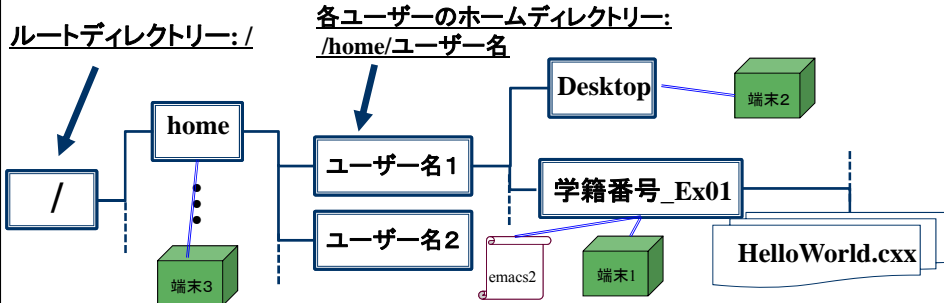 ルートディレクトリー: /
各ユーザーのホームディレクトリー:
/home/ユーザー名
Desktop
端末2
home
ユーザー名1
/
学籍番号_Ex01
ユーザー名2
emacs2
端末1
HelloWorld.cxx
端末3